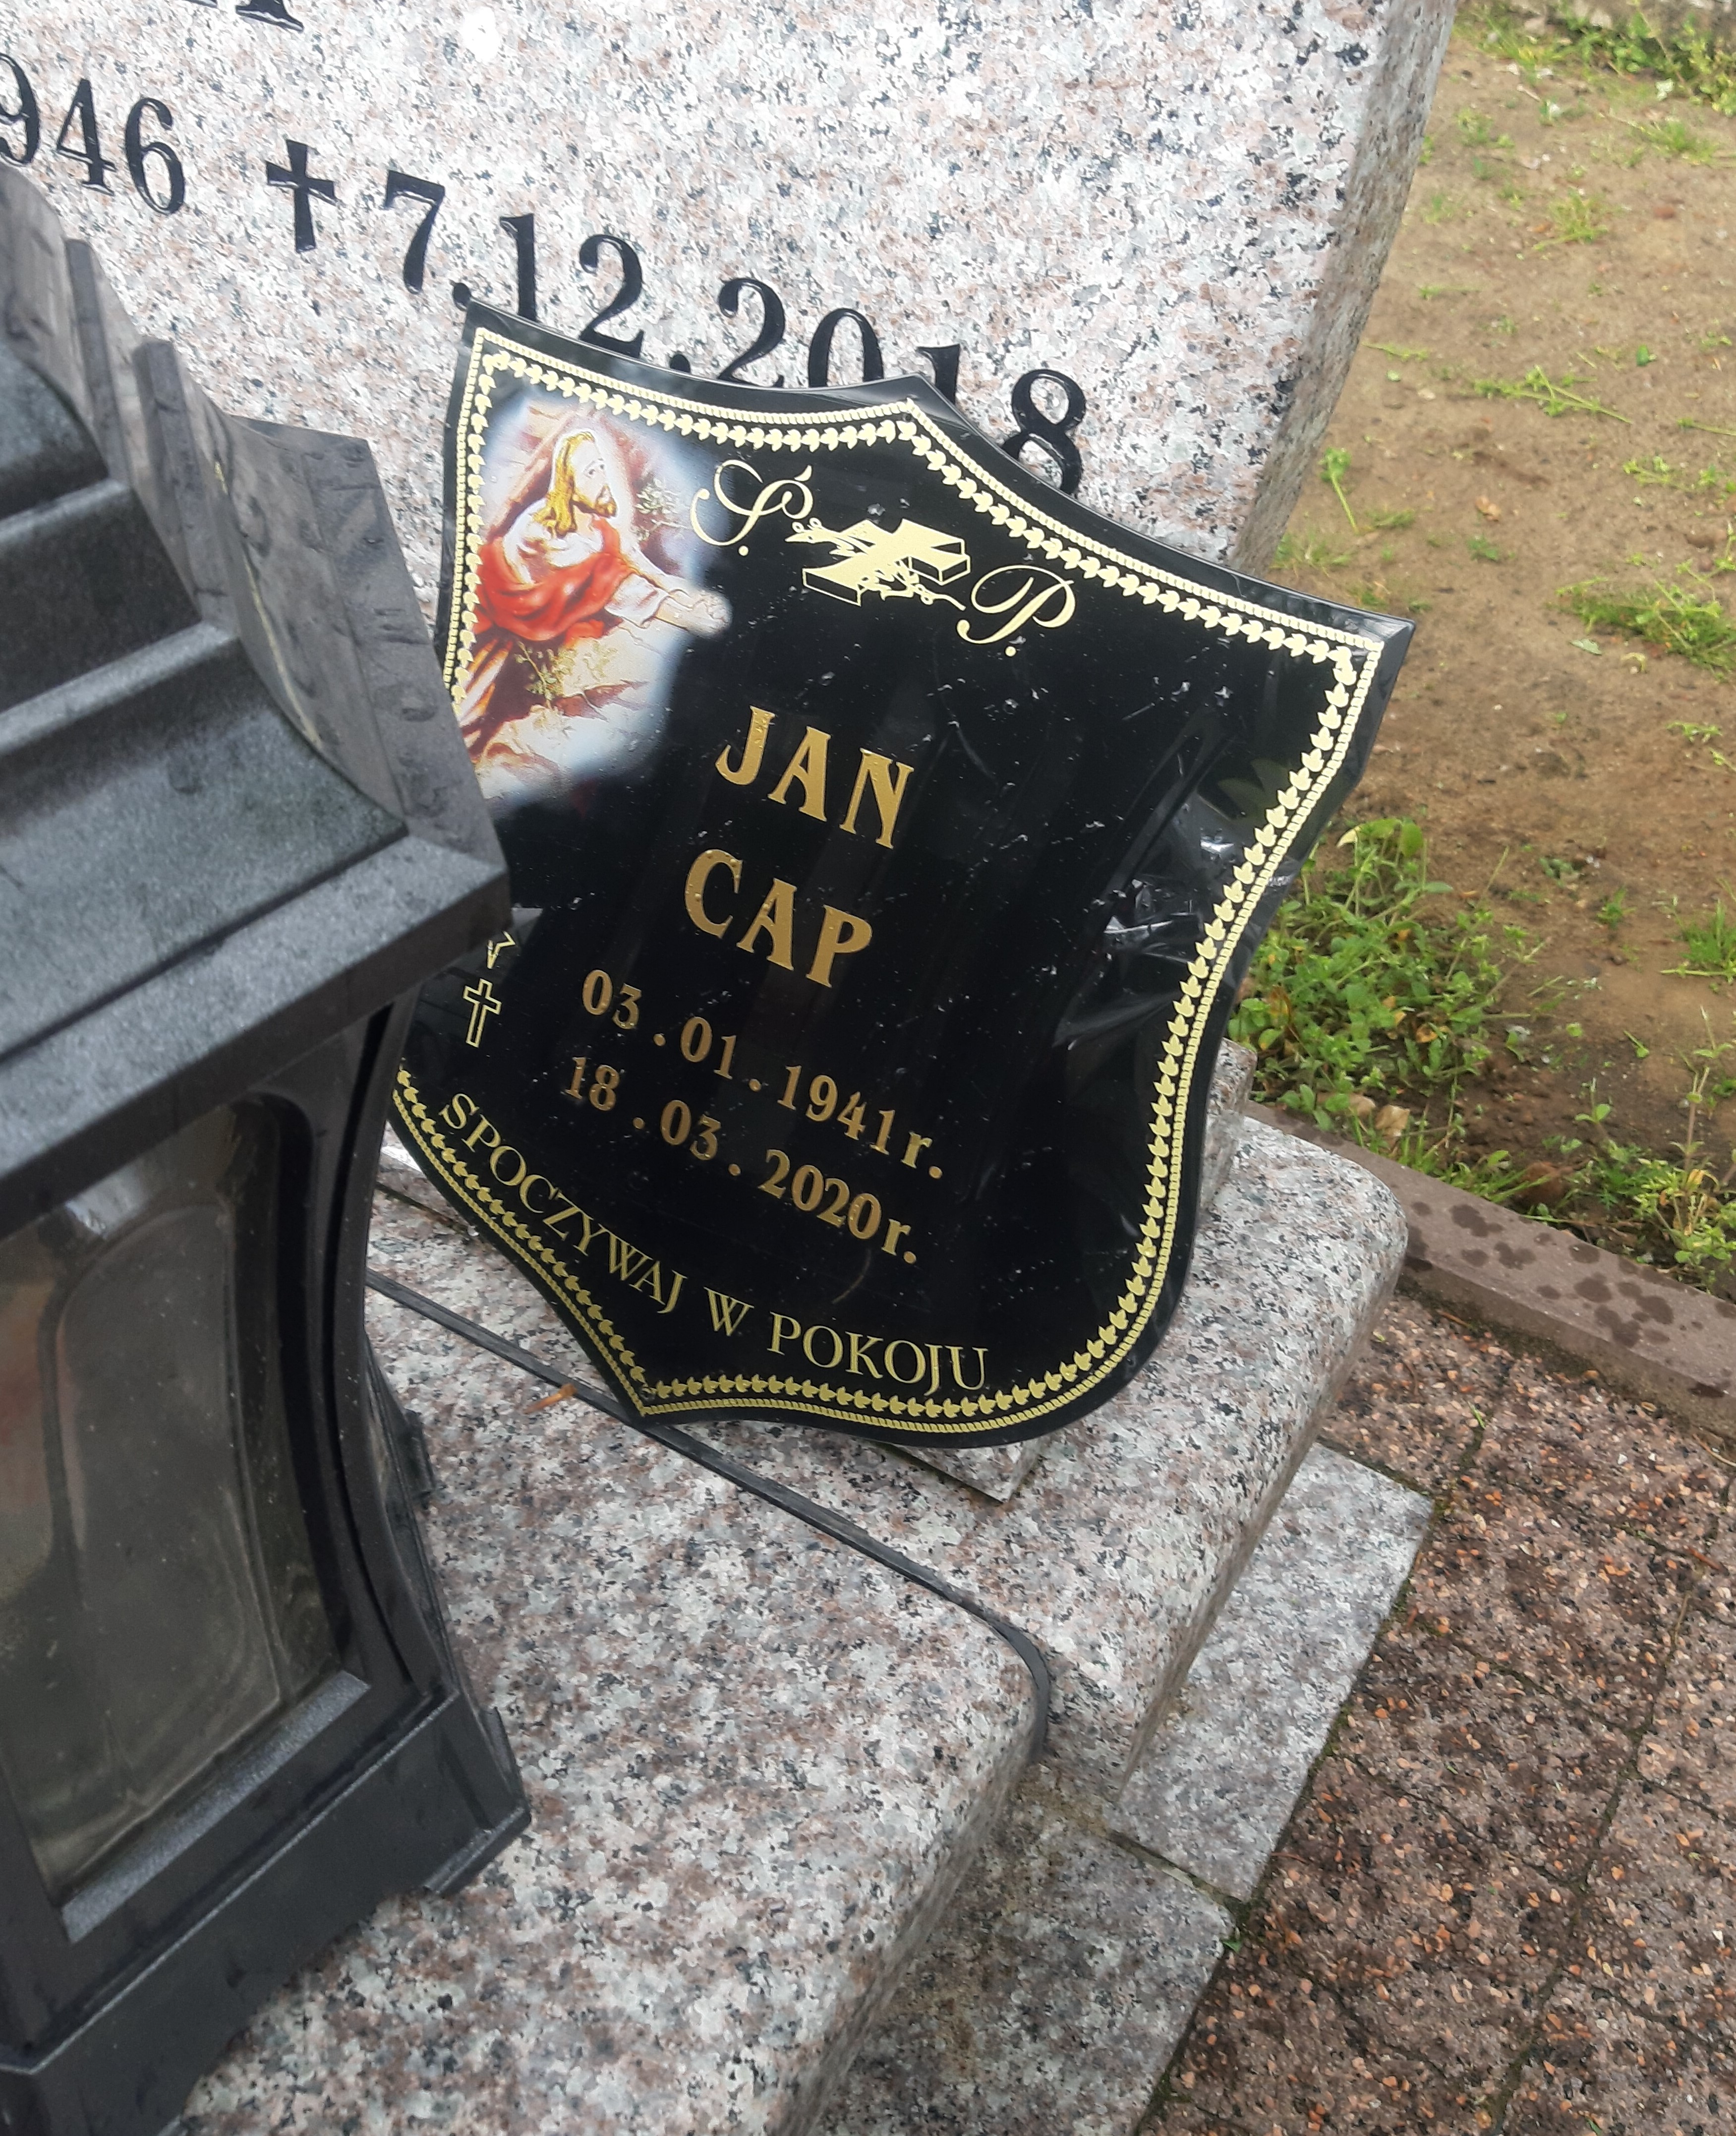 946 ✝ 7.12.2018
Ś. P.
JAN
CAP
03.01.1941r.
18.03.2020r.
SPOCZYWAJ W POKOJU